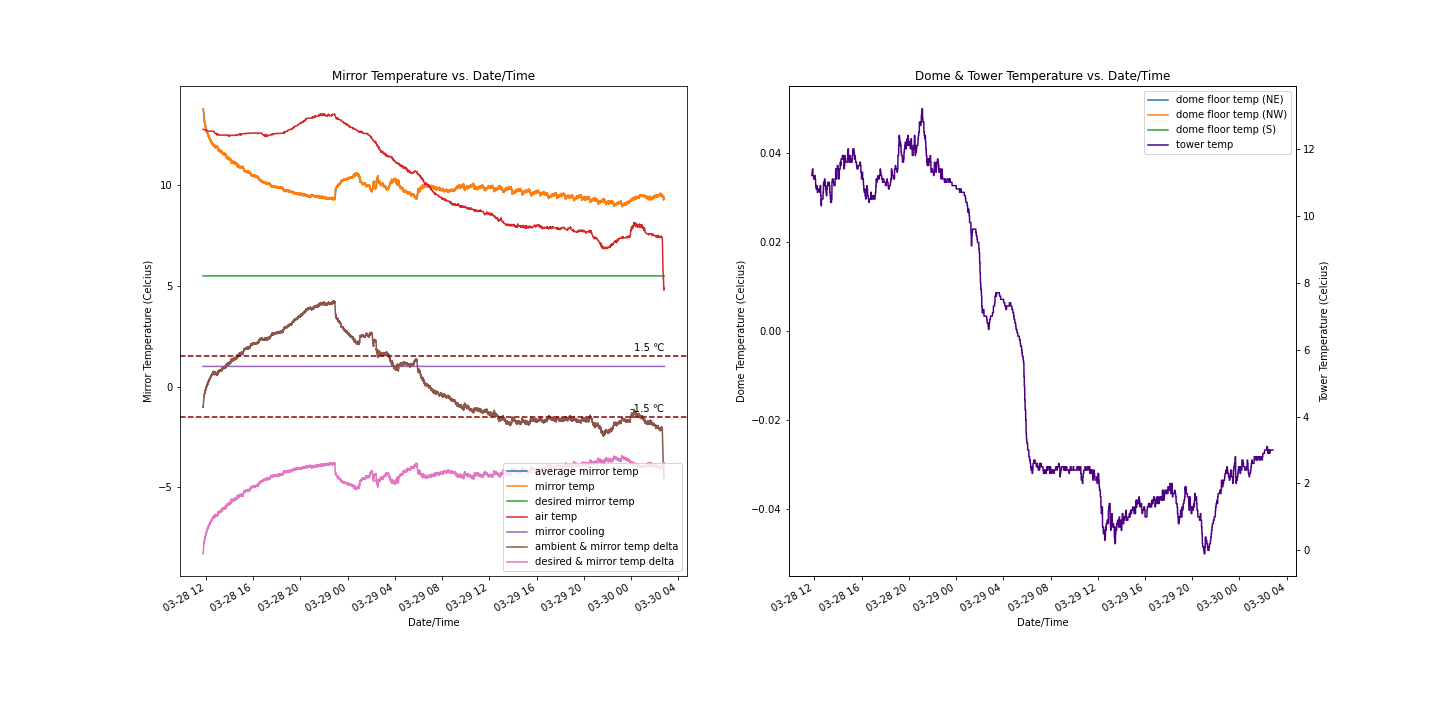 Mirror Temperature vs. Date/Time
Mirror Temperature (Celcius)
10
5
0
−5
1.5 °C
-1.5 °C
average mirror temp
mirror temp
desired mirror temp
air temp
mirror cooling
ambient & mirror temp delta
desired & mirror temp delta
03-28 12
03-28 16
03-28 20
03-29 00
03-29 04
03-29 08
03-29 12
03-29 16
03-29 20
03-30 00
03-30 04
Date/Time
Dome & Tower Temperature vs. Date/Time
Dome Temperature (Celcius)
0.04
0.02
0.00
−0.02
−0.04
dome floor temp (NE)
dome floor temp (NW)
dome floor temp (S)
tower temp
12
10
8
6
4
2
0
Tower Temperature (Celcius)
03-28 12
03-28 16
03-28 20
03-29 00
03-29 04
03-29 08
03-29 12
03-29 16
03-29 20
03-30 00
03-30 04
Date/Time